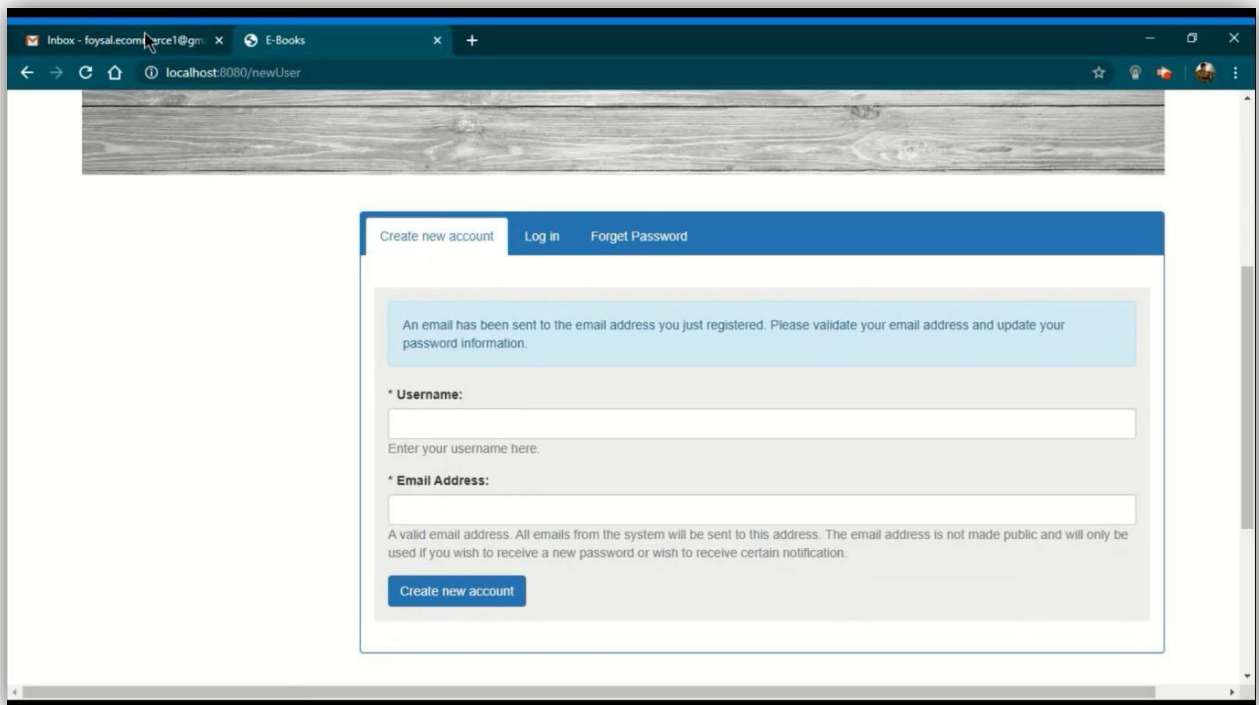 Inbox - foysal.ecommerce1@gm
E-Books
localhost:8080/newUser
Create new account Log in Forget Password
An email has been sent to the email address you just registered. Please validate your email address and update your
password information.
* Username:
Enter your username here.
* Email Address:
A valid email address. All emails from the system will be sent to this address. The email address is not made public and will only be
used if you wish to receive a new password or wish to receive certain notification.
Create new account